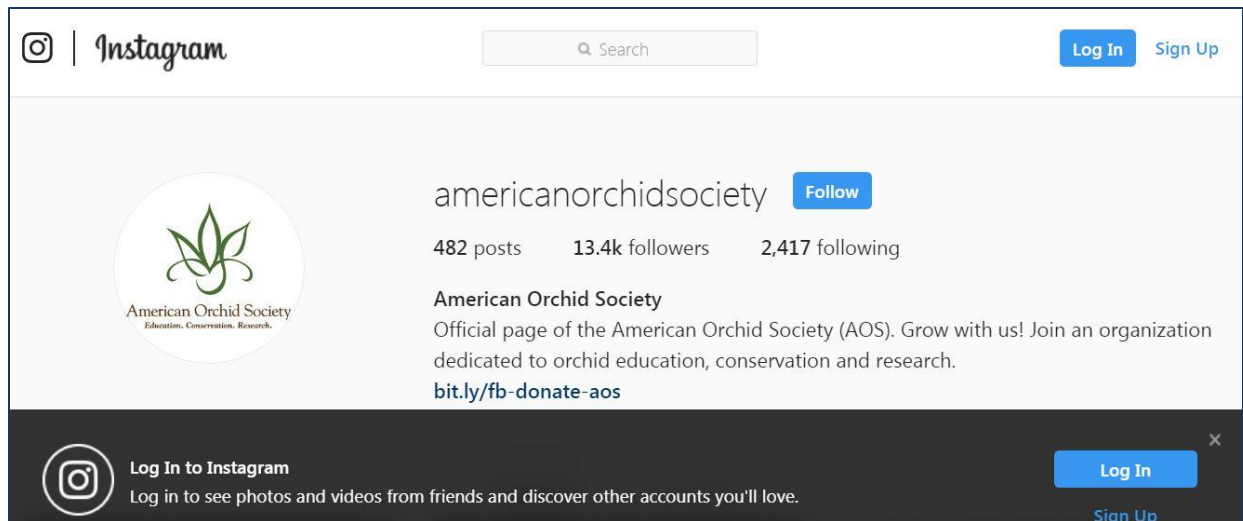 Instagram
Search
Log In
Sign Up
americanorchidsociety
Follow
482 posts 13.4k followers 2,417 following
American Orchid Society
Education. Conservation. Research.
American Orchid Society
Official page of the American Orchid Society (AOS). Grow with us! Join an organization
dedicated to orchid education, conservation and research.
bit.ly/fb-donate-aos
Log In to Instagram
Log in to see photos and videos from friends and discover other accounts you'll love.
Log In
Sign Up